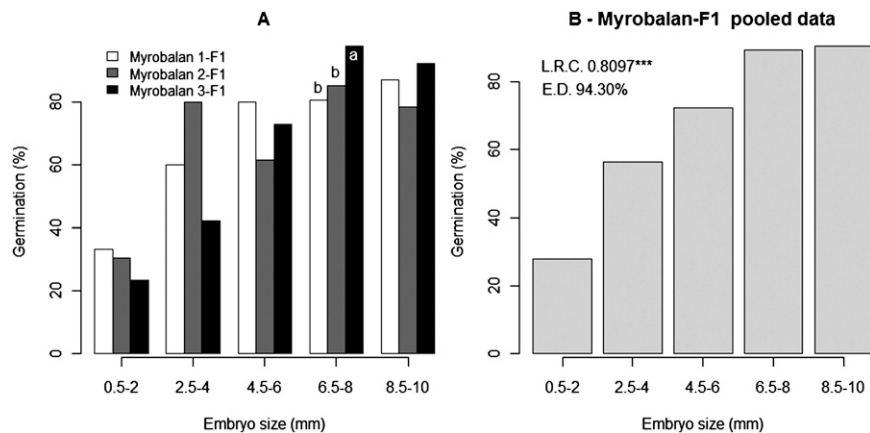 A
Myrobalan 1-F1
Myrobalan 2-F1
Myrobalan 3-F1
b
b
a
Germination (%)
0
20
40
60
80
0.5-2
2.5-4
4.5-6
6.5-8
8.5-10
Embryo size (mm)
B - Myrobalan-F1 pooled data
L.R.C. 0.8097***
E.D. 94.30%
Germination (%)
0
20
40
60
80
0.5-2
2.5-4
4.5-6
6.5-8
8.5-10
Embryo size (mm)